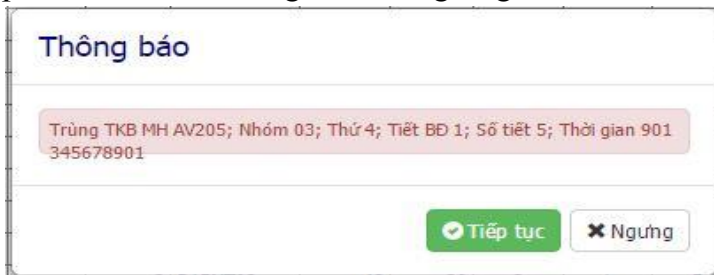 Thông báo
Trùng TKB MH AV205; Nhóm 03; Thứ 4; Tiết BĐ 1; Số tiết 5; Thời gian 901
345678901
Tiếp tục
Ngưng